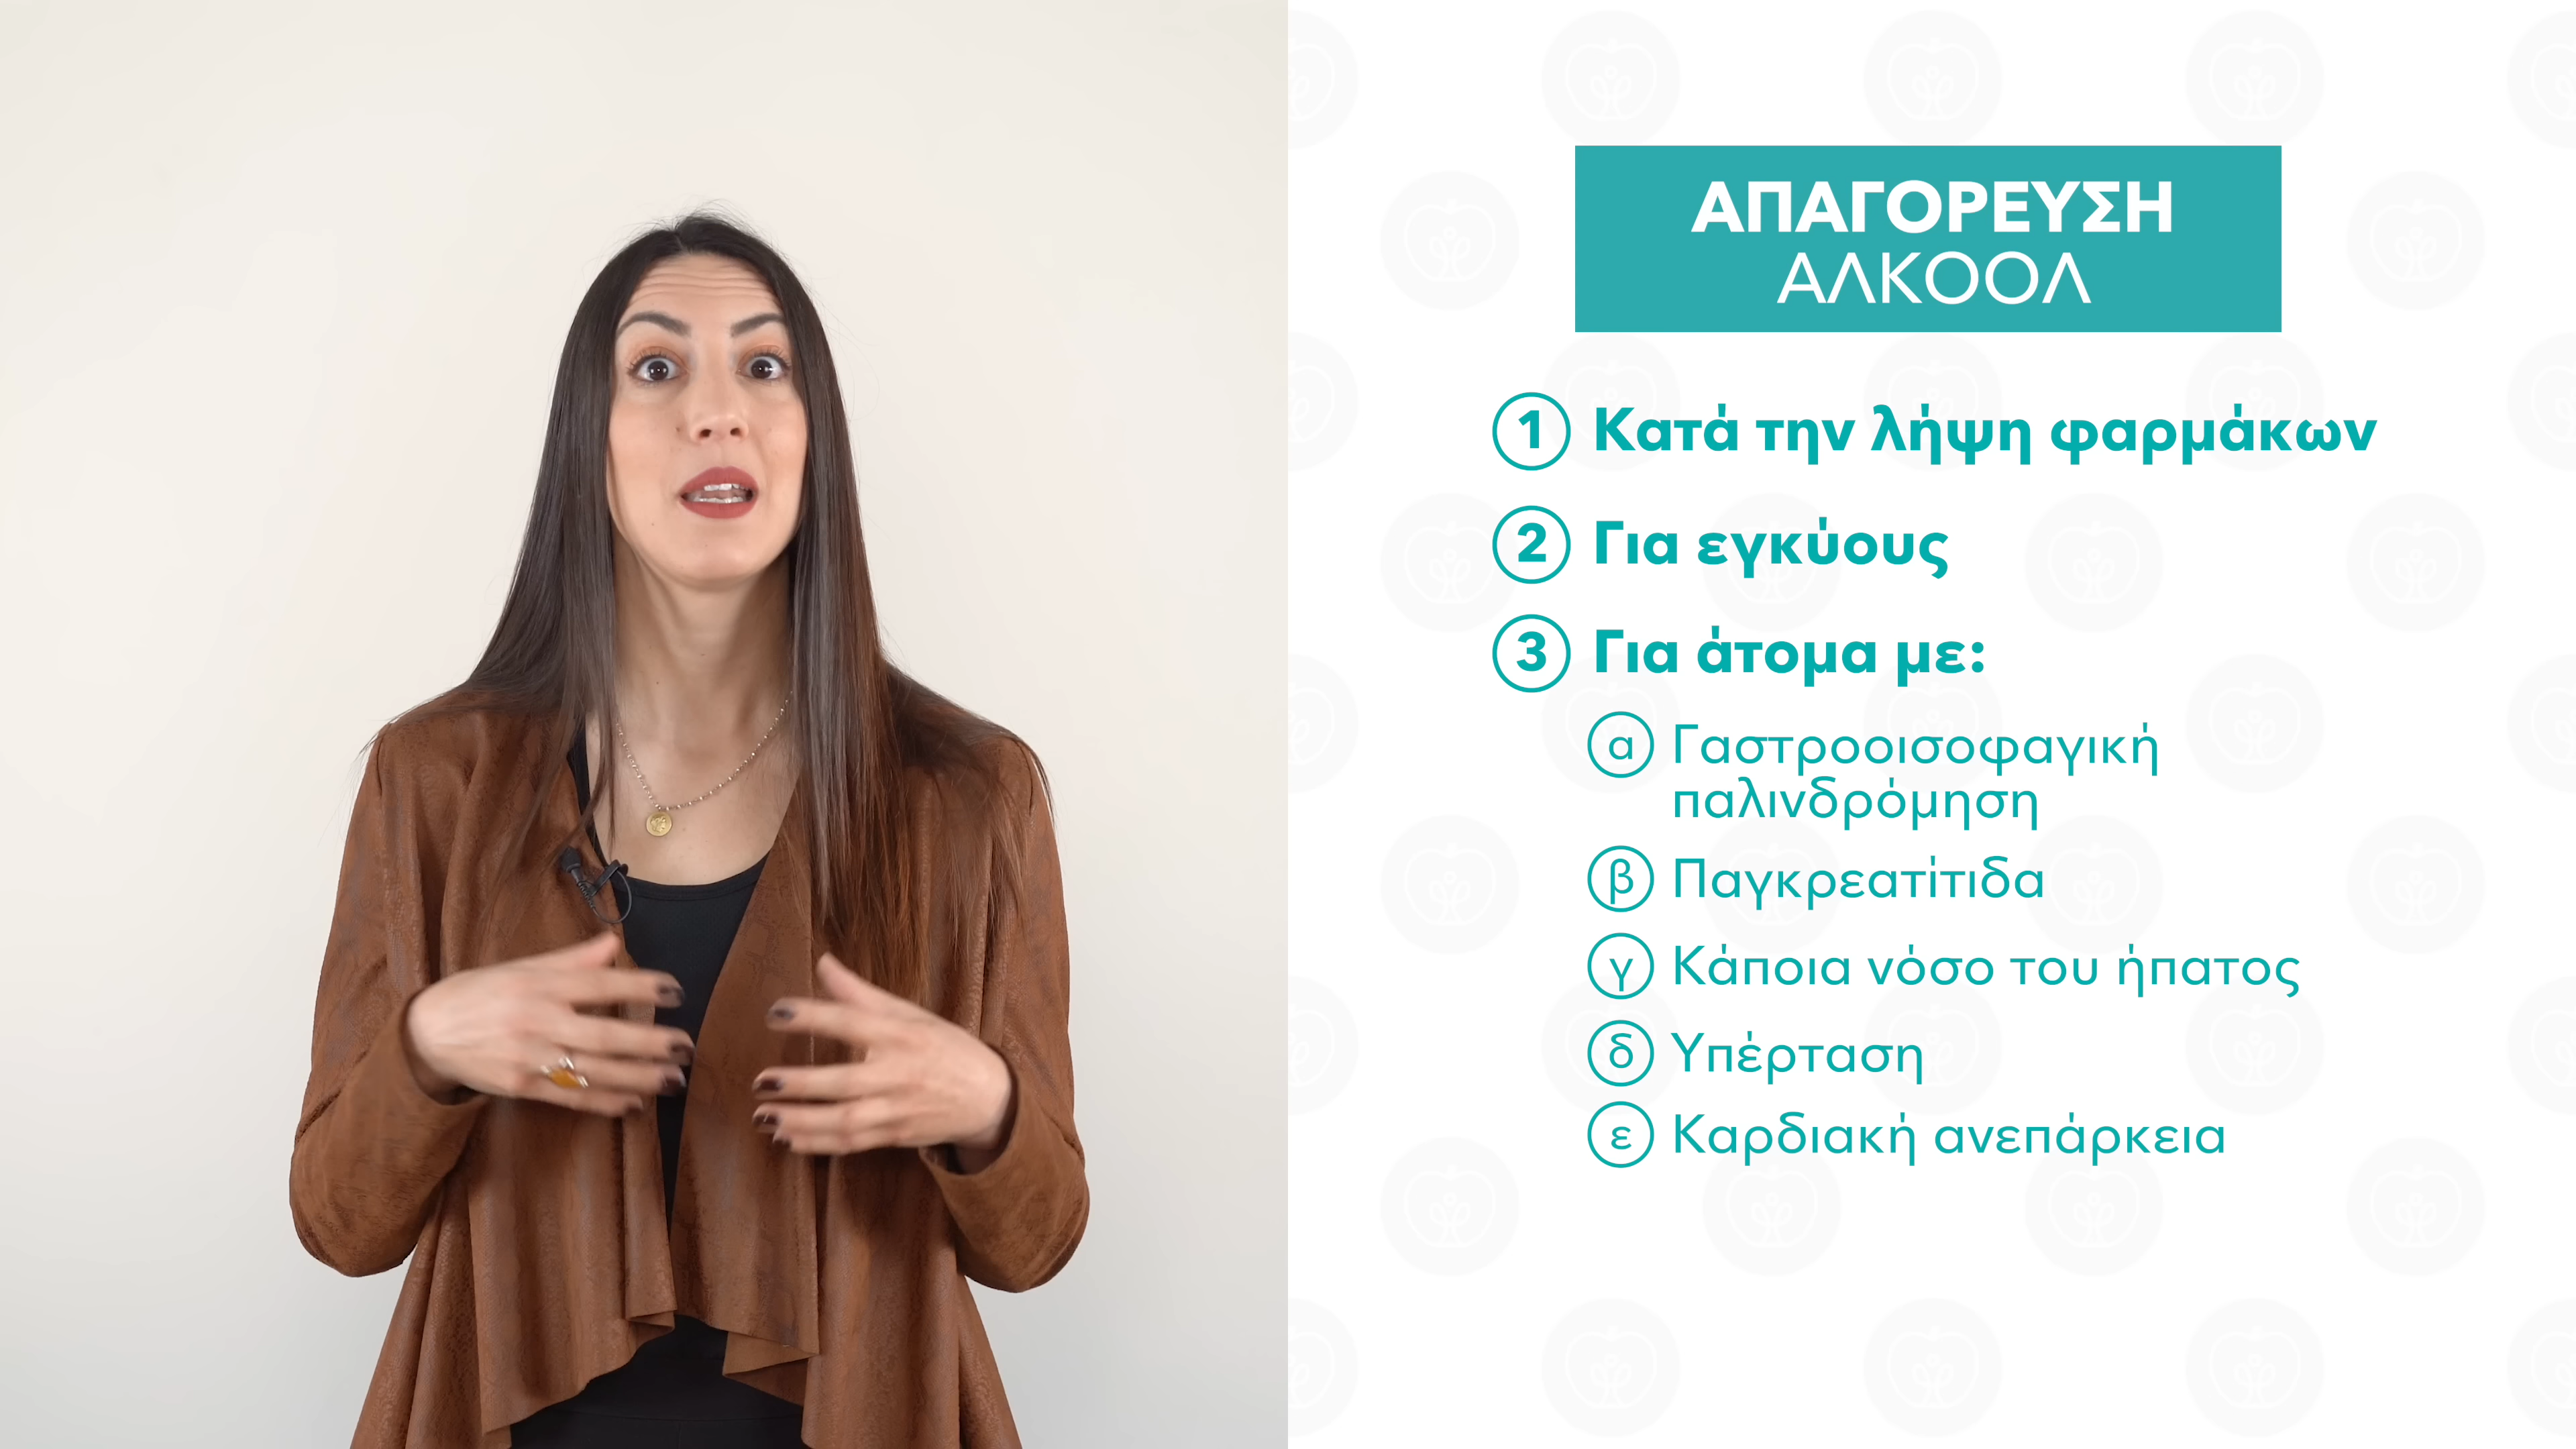 ΑΠΑΓΟΡΕΥΣΗ
ΑΛΚΟΟΛ
1 Κατά την λήψη φαρμάκων
2 Για εγκύους
3 Για άτομα με:
α Γαστροοισοφαγική
παλινδρόμηση
β Παγκρεατίτιδα
γ Κάποια νόσο του ήπατος
δ Υπέρταση
ε Καρδιακή ανεπάρκεια